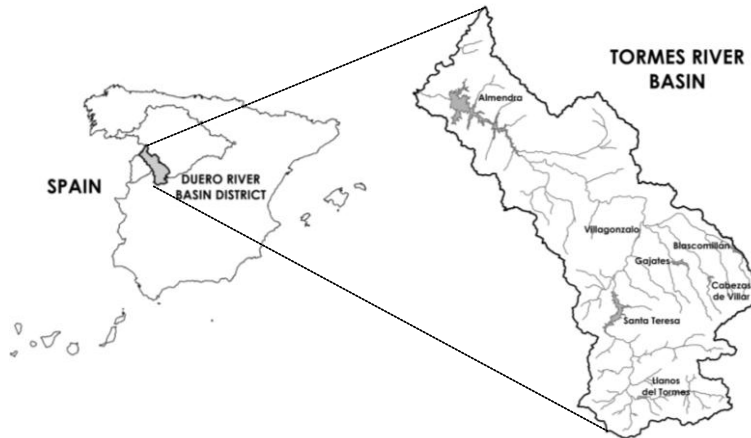 TORMES RIVER
BASIN
Almendra
SPAIN
DUERO RIVER
BASIN DISTRICT
Villagonzalo
Blascomillán
Gajates
Cabezas
de Villar
Santa Teresa
Llanos
del Tormes